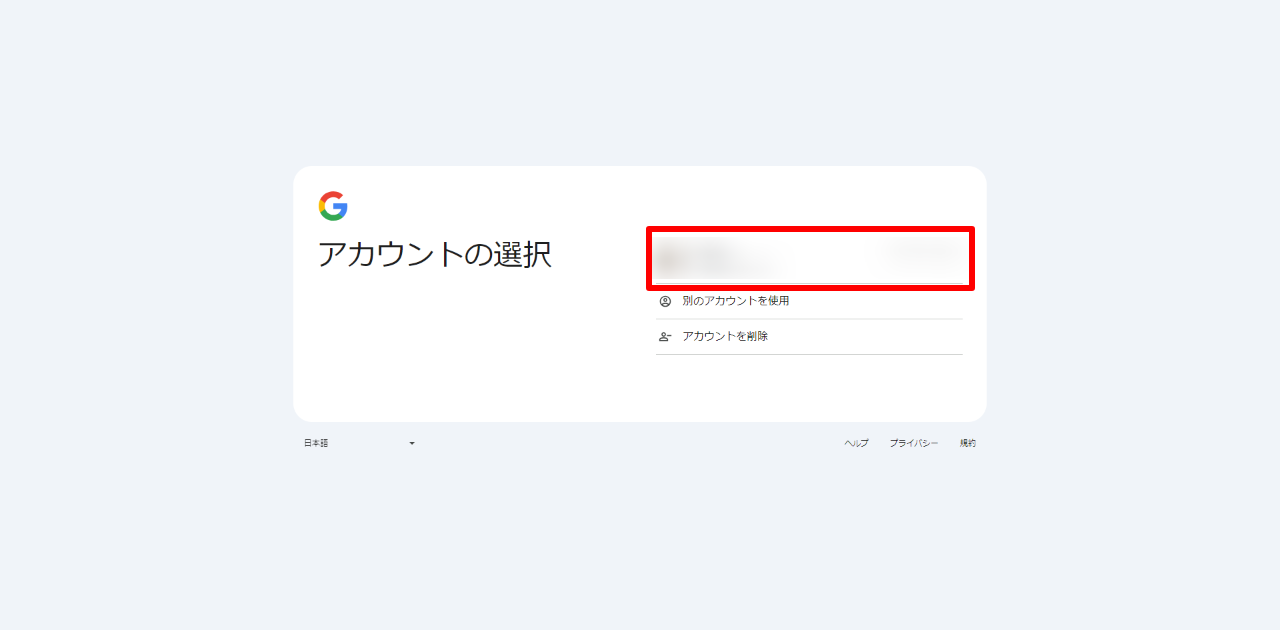 アカウントの選択
別のアカウントを使用
アカウントを削除
日本語
ヘルプ プライバシー 規約